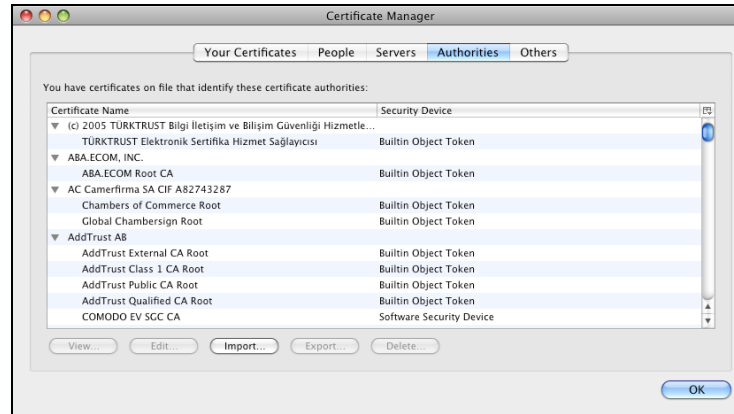 Certificate Manager
Your Certificates People Servers Authorities Others
You have certificates on file that identify these certificate authorities:
Certificate Name Security Device
(c) 2005 TÜRKTRUST Bilgi İletişim ve Bilişim Güvenliği Hizmetle...
TÜRKTRUST Elektronik Sertifika Hizmet Sağlayıcısı Builtin Object Token
ABA.ECOM, INC.
ABA.ECOM Root CA Builtin Object Token
AC Camerfirma SA CIF A82743287
Chambers of Commerce Root Builtin Object Token
Global Chambersign Root Builtin Object Token
AddTrust AB
AddTrust External CA Root Builtin Object Token
AddTrust Class 1 CA Root Builtin Object Token
AddTrust Public CA Root Builtin Object Token
AddTrust Qualified CA Root Builtin Object Token
COMODO EV SGC CA Software Security Device
View... Edit... Import... Export... Delete...
OK